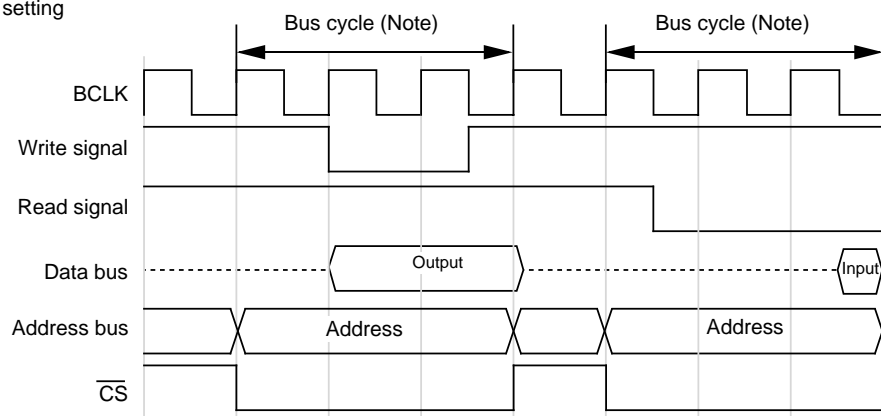 setting
Bus cycle (Note) Bus cycle (Note)
BCLK
Write signal
Read signal
Data bus Output Input
Address bus Address Address
CS